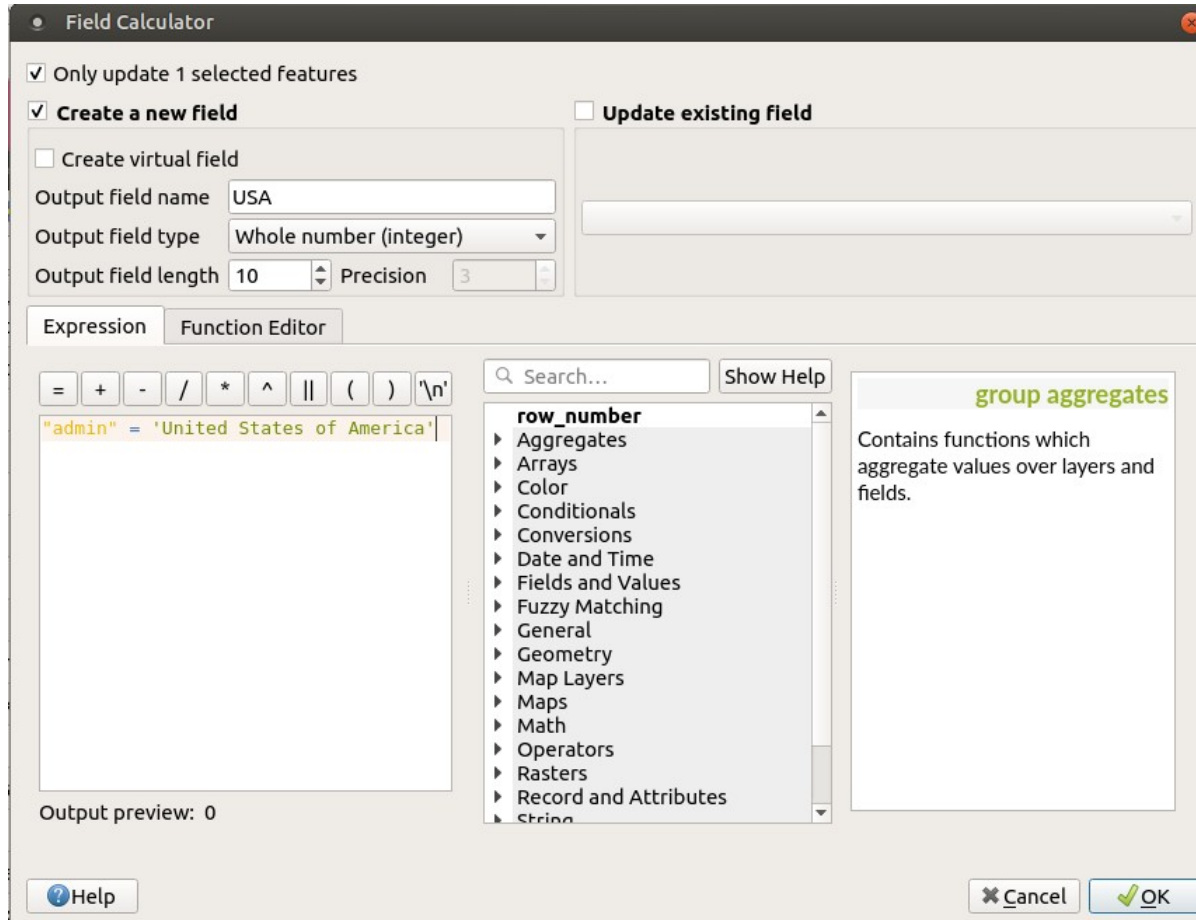 Field Calculator
Only update 1 selected features
Create a new field
Update existing field
Create virtual field
Output field name USA
Output field type Whole number (integer)
Output field length 10 Precision 3
Expression Function Editor
= + - / * ^ || ( ) '\n'
"admin" = 'United States of America'
Output preview: 0
Search... Show Help
row_number
Aggregates
Arrays
Color
Conditionals
Conversions
Date and Time
Fields and Values
Fuzzy Matching
General
Geometry
Map Layers
Maps
Math
Operators
Rasters
Record and Attributes
String
group aggregates
Contains functions which
aggregate values over layers and
fields.
Help Cancel OK